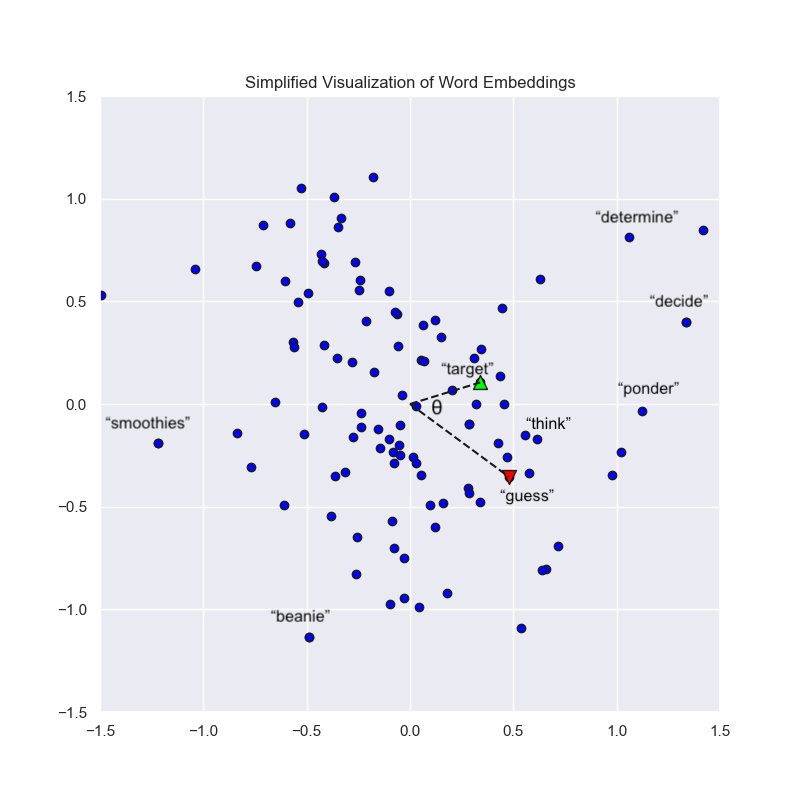 Simplified Visualization of Word Embeddings
1.5
1.0
“determine”
0.5
“decide”
“target”
“ponder”
0.0
θ
“smoothies”
“think”
“guess”
−0.5
−1.0
“beanie”
−1.5
−1.5 −1.0 −0.5 0.0 0.5 1.0 1.5